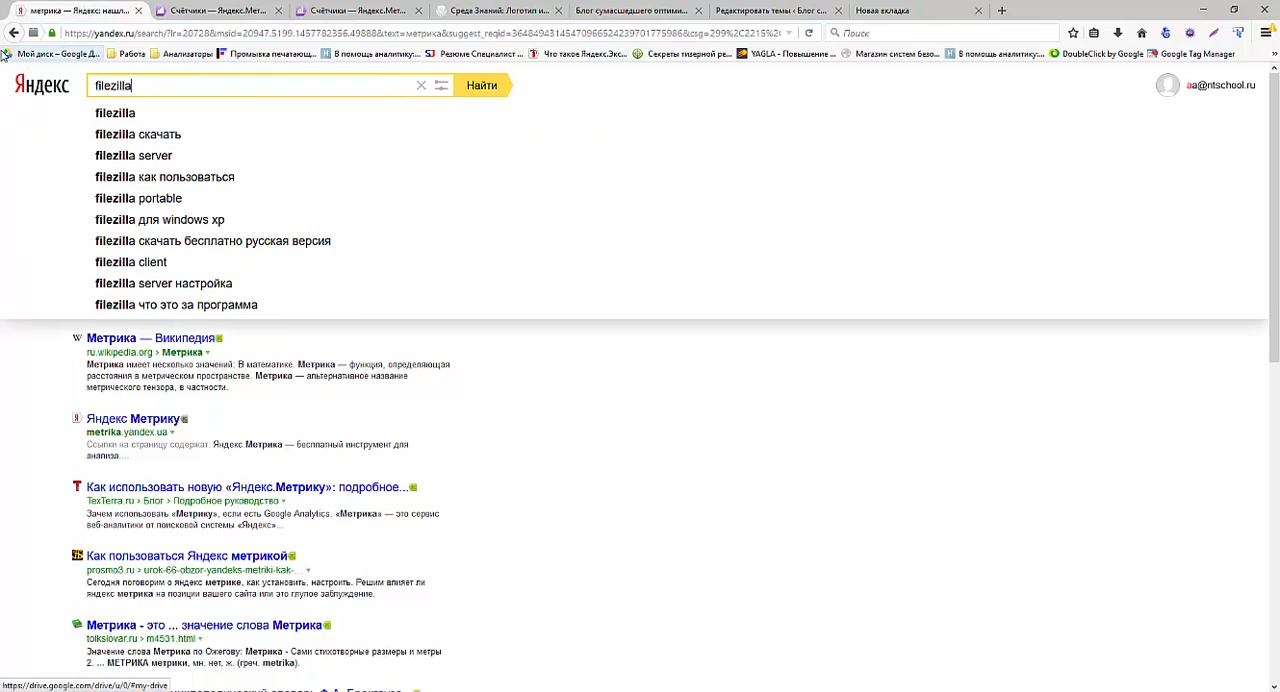 метрика — Яндекс: нашл...
Счётчики — Яндекс.Мет...
Счётчики — Яндекс.Мет...
Среда Знаний: Логотип и...
Блог сумасшедшего оптими...
Редактировать темы ‹ Блог с...
Новая вкладка
Поиск
Мой диск – Google Д...
Работа
Анализаторы
Промывка печатающ...
В помощь аналитику:...
Резюме Специалист ...
Что новое Яндекс.Экс...
Секреты тизерной ре...
YAGLA - Повышение ...
Магазин систем безо...
В помощь аналитику:...
DoubleClick by Google
Google Tag Manager
Яндекс
filezilla
Найти
aa@ntschool.ru
filezilla
filezilla скачать
filezilla server
filezilla как пользоваться
filezilla portable
filezilla для windows xp
filezilla скачать бесплатно русская версия
filezilla client
filezilla server настройка
filezilla что это за программа
Метрика — Википедия
ru.wikipedia.org › Метрика
Метрика имеет несколько значений: В математике. Метрика — функция, определяющая
расстояния в метрическом пространстве. Метрика — альтернативное название
метрического тензора, в частности.
Яндекс Метрику
metrika.yandex.ua
Ссылки на страницу содержат: Яндекс.Метрика — бесплатный инструмент для
анализа....
Как использовать новую «Яндекс.Метрику»: подробное...
TexTerra.ru › Блог › Подробное руководство
Зачем использовать «Метрику», если есть Google Analytics. «Метрика» — это сервис
веб-аналитики от поисковой системы «Яндекс»...
Как пользоваться Яндекс метрикой
prosmo3.ru › urok-66-obzor-yandeks-metriki-kak-...
Сегодня поговорим о яндекс метрике, как установить, настроить. Решим влияет ли
яндекс метрика на позиции вашего сайта или это глупое заблуждение.
Метрика - это ... значение слова Метрика
tolkslovar.ru › m4531.html
Значение слова Метрика по Ожегову: Метрика - Сами стихотворные размеры и метры
2. ... МЕТРИКА метрики, мн. нет, ж. (греч. metrika).
https://drive.google.com/drive/u/0/#my-drive